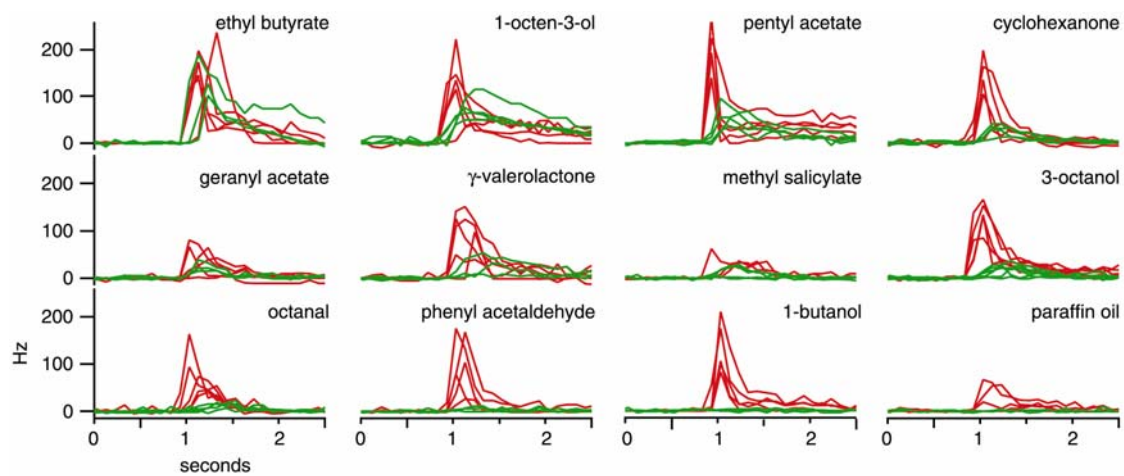 ethyl butyrate 1-octen-3-ol pentyl acetate cyclohexanone
200
100
0
geranyl acetate γ-valerolactone methyl salicylate 3-octanol
200
100
0
octanal phenyl acetaldehyde 1-butanol paraffin oil
200
100
0
Hz
0 1 2 0 1 2 0 1 2 0 1 2
seconds